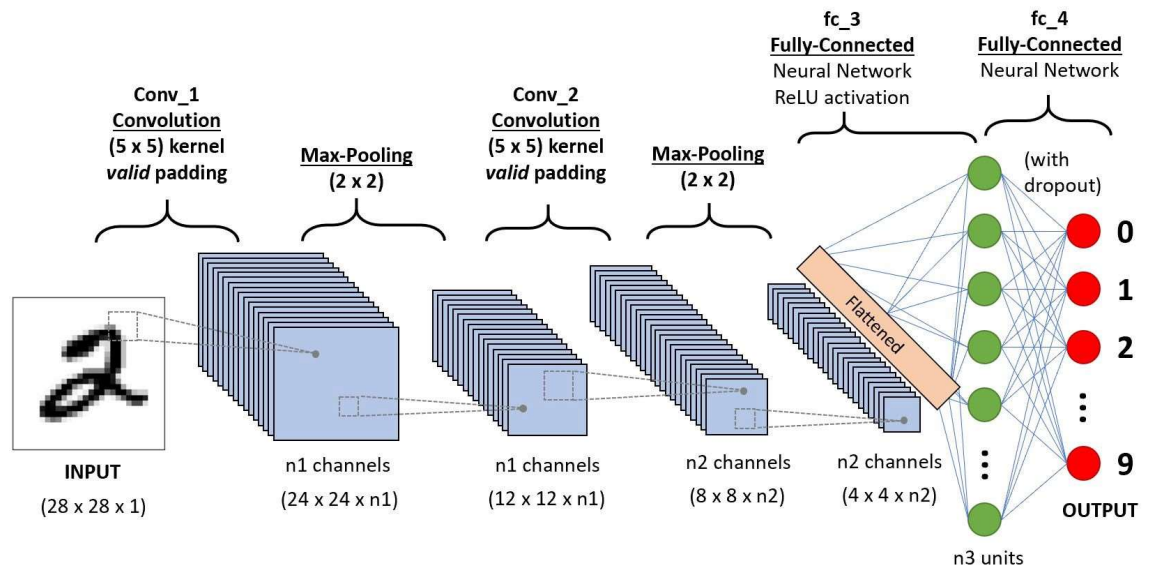 Conv_1
Convolution
(5 x 5) kernel
valid padding
Max-Pooling
(2 x 2)
Conv_2
Convolution
(5 x 5) kernel
valid padding
Max-Pooling
(2 x 2)
fc_3
Fully-Connected
Neural Network
ReLU activation
fc_4
Fully-Connected
Neural Network
(with
dropout)
Flattened
0
1
2
9
OUTPUT
2
INPUT
(28 x 28 x 1)
n1 channels
(24 x 24 x n1)
n1 channels
(12 x 12 x n1)
n2 channels
(8 x 8 x n2)
n2 channels
(4 x 4 x n2)
n3 units